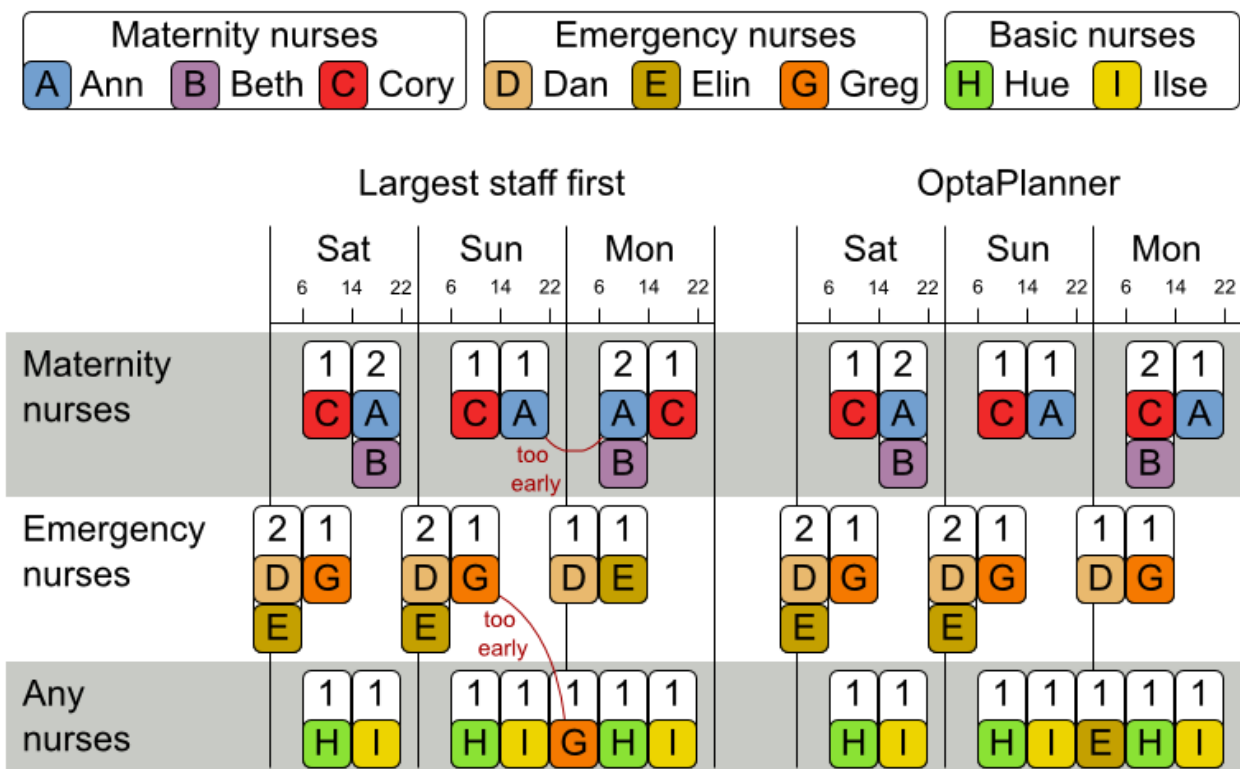 Maternity nurses Emergency nurses Basic nurses
A Ann B Beth C Cory D Dan E Elin G Greg H Hue I Ilse
Largest staff first OptaPlanner
Sat Sun Mon Sat Sun Mon
6 14 22 6 14 22 6 14 22 6 14 22 6 14 22 6 14 22
Maternity 1 2 1 1 2 1 1 2 1 1 2 1
nurses C A C A A C C A C A C A
too
B B B B
early
Emergency 2 1 2 1 1 1 2 1 2 1 1 1
nurses D G D G D E D G D G D G
too
E E E E
early
Any 1 1 1 1 1 1 1 1 1 1 1 1 1 1
nurses H I H I G H I H I H I E H I